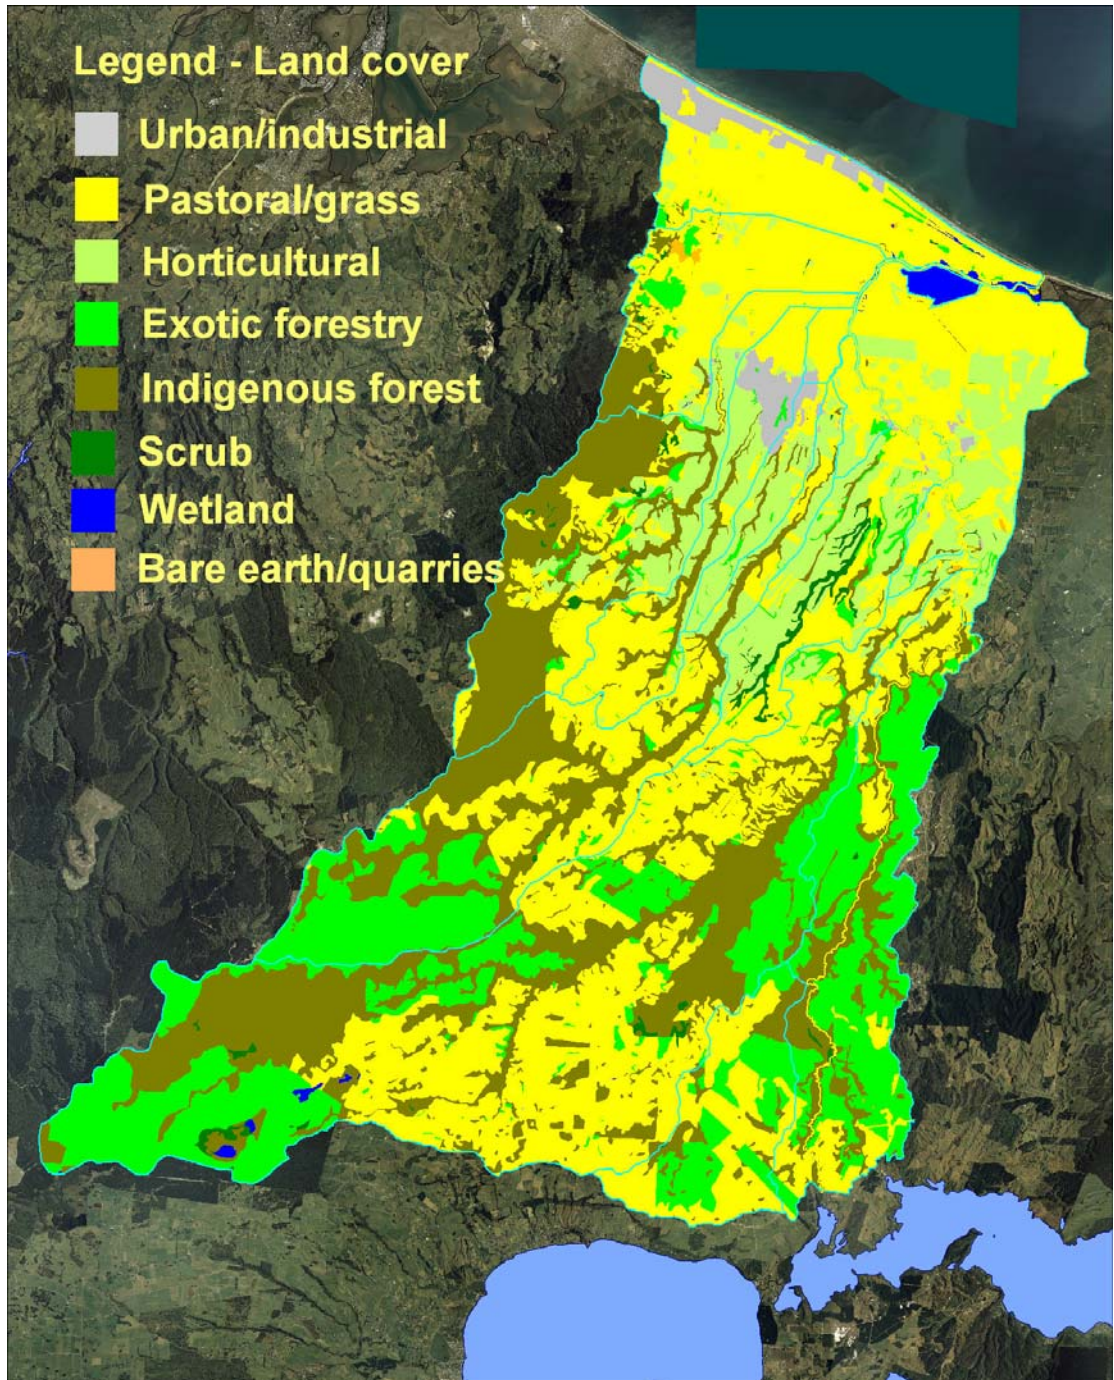 Legend - Land cover
Urban/industrial
Pastoral/grass
Horticultural
Exotic forestry
Indigenous forest
Scrub
Wetland
Bare earth/quarries